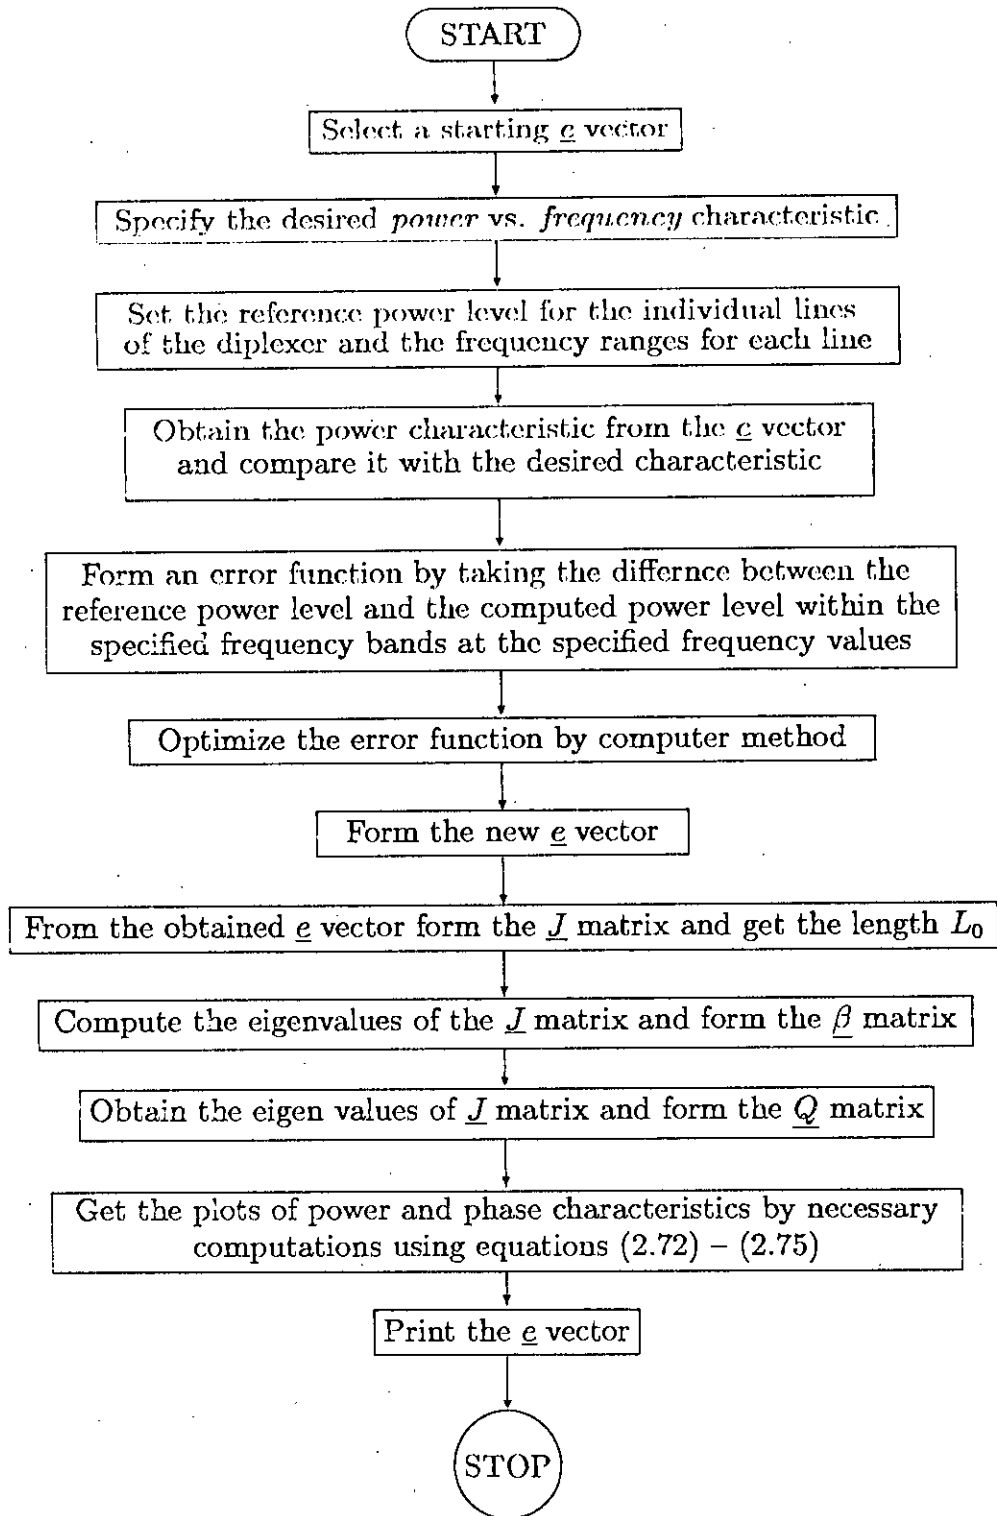 START
Select a starting e vector
Specify the desired power vs. frequency characteristic
Set the reference power level for the individual lines
of the diplexer and the frequency ranges for each line
Obtain the power characteristic from the e vector
and compare it with the desired characteristic
Form an error function by taking the differnce between the
reference power level and the computed power level within the
specified frequency bands at the specified frequency values
Optimize the error function by computer method
Form the new e vector
From the obtained e vector form the J matrix and get the length L₀
Compute the eigenvalues of the J matrix and form the β matrix
Obtain the eigen values of J matrix and form the Q matrix
Get the plots of power and phase characteristics by necessary
computations using equations (2.72) – (2.75)
Print the e vector
STOP